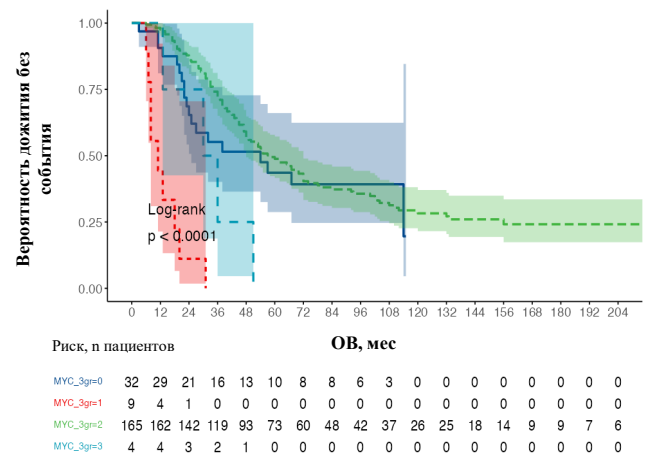 Вероятность дожития без
события
1.00
0.75
0.50
0.25
0.00
Log-rank
p < 0.0001
0 12 24 36 48 60 72 84 96 108 120 132 144 156 168 180 192 204
Риск, n пациентов
ОВ, мес
MYC_3gr=0 32 29 21 16 13 10 8 8 6 3 0 0 0 0 0 0 0 0
MYC_3gr=1 9 4 1 0 0 0 0 0 0 0 0 0 0 0 0 0 0 0
MYC_3gr=2 165 162 142 119 93 73 60 48 42 37 26 25 18 14 9 9 7 6
MYC_3gr=3 4 4 3 2 1 0 0 0 0 0 0 0 0 0 0 0 0 0